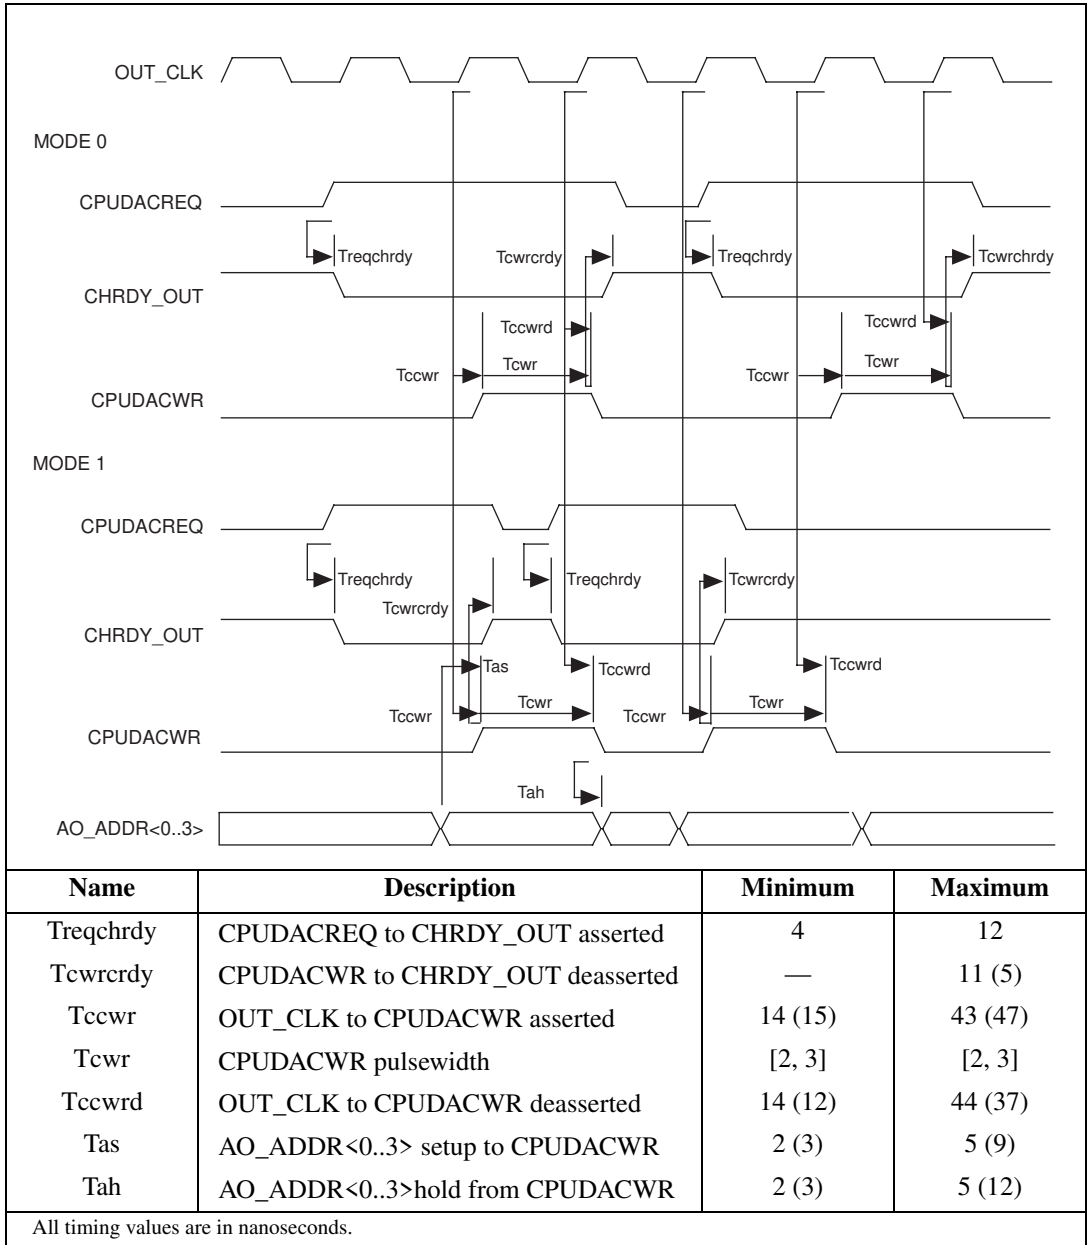 OUT_CLK
MODE 0
CPUDACREQ
Treqchrdy
Tcwrcrdy
Treqchrdy
Tcwrchrdy
CHRDY_OUT
Tccwrd
Tccwrd
Tccwr
Tcwr
Tccwr
Tcwr
CPUDACWR
MODE 1
CPUDACREQ
Treqchrdy
Treqchrdy
Tcwrcrdy
Tcwrcrdy
CHRDY_OUT
Tas
Tccwrd
Tccwrd
Tccwr
Tcwr
Tccwr
Tcwr
CPUDACWR
Tah
AO_ADDR<0..3>
Name Description Minimum Maximum
Treqchrdy CPUDACREQ to CHRDY_OUT asserted 4 12
Tcwrcrdy CPUDACWR to CHRDY_OUT deasserted — 11 (5)
Tccwr OUT_CLK to CPUDACWR asserted 14 (15) 43 (47)
Tcwr CPUDACWR pulsewidth [2, 3] [2, 3]
Tccwrd OUT_CLK to CPUDACWR deasserted 14 (12) 44 (37)
Tas AO_ADDR<0..3> setup to CPUDACWR 2 (3) 5 (9)
Tah AO_ADDR<0..3>hold from CPUDACWR 2 (3) 5 (12)
All timing values are in nanoseconds.